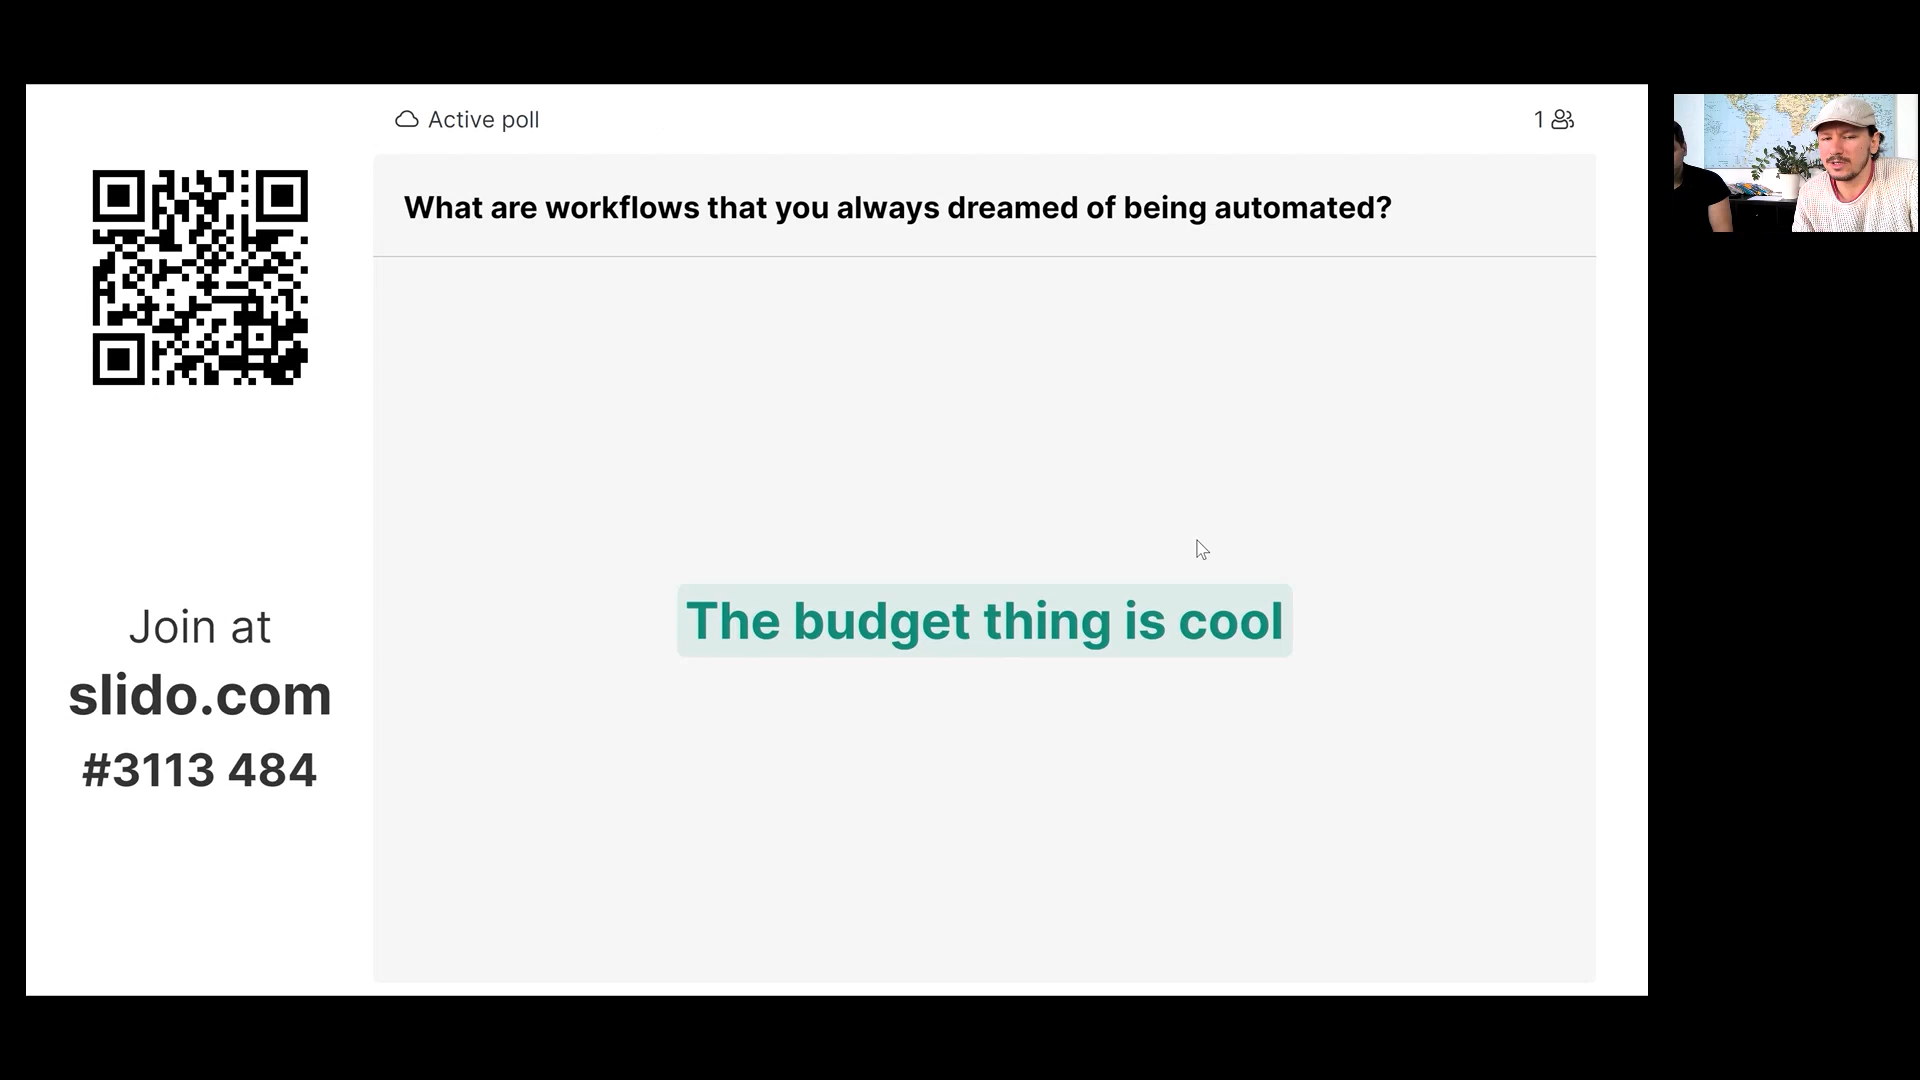 Active poll
1
What are workflows that you always dreamed of being automated?
The budget thing is cool
Join at
slido.com
#3113 484